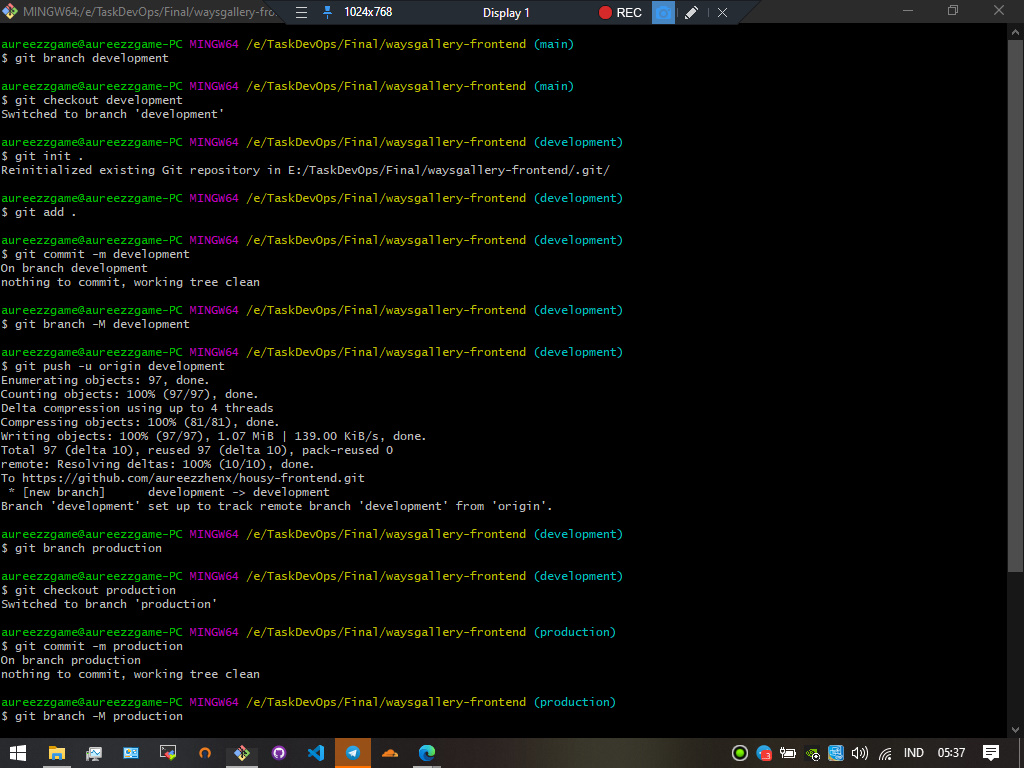 MINGW64:/e/TaskDevOps/Final/waysgallery-fro
1024x768
Display 1
REC
aureezzgame@aureezzgame-PC MINGW64 /e/TaskDevOps/Final/waysgallery-frontend (main)
$ git branch development
aureezzgame@aureezzgame-PC MINGW64 /e/TaskDevOps/Final/waysgallery-frontend (main)
$ git checkout development
Switched to branch 'development'
aureezzgame@aureezzgame-PC MINGW64 /e/TaskDevOps/Final/waysgallery-frontend (development)
$ git init .
Reinitialized existing Git repository in E:/TaskDevOps/Final/waysgallery-frontend/.git/
aureezzgame@aureezzgame-PC MINGW64 /e/TaskDevOps/Final/waysgallery-frontend (development)
$ git add .
aureezzgame@aureezzgame-PC MINGW64 /e/TaskDevOps/Final/waysgallery-frontend (development)
$ git commit -m development
On branch development
nothing to commit, working tree clean
aureezzgame@aureezzgame-PC MINGW64 /e/TaskDevOps/Final/waysgallery-frontend (development)
$ git branch -M development
aureezzgame@aureezzgame-PC MINGW64 /e/TaskDevOps/Final/waysgallery-frontend (development)
$ git push -u origin development
Enumerating objects: 97, done.
Counting objects: 100% (97/97), done.
Delta compression using up to 4 threads
Compressing objects: 100% (81/81), done.
Writing objects: 100% (97/97), 1.07 MiB | 139.00 KiB/s, done.
Total 97 (delta 10), reused 97 (delta 10), pack-reused 0
remote: Resolving deltas: 100% (10/10), done.
To https://github.com/aureezzhenx/housy-frontend.git
 * [new branch]      development -> development
Branch 'development' set up to track remote branch 'development' from 'origin'.
aureezzgame@aureezzgame-PC MINGW64 /e/TaskDevOps/Final/waysgallery-frontend (development)
$ git branch production
aureezzgame@aureezzgame-PC MINGW64 /e/TaskDevOps/Final/waysgallery-frontend (development)
$ git checkout production
Switched to branch 'production'
aureezzgame@aureezzgame-PC MINGW64 /e/TaskDevOps/Final/waysgallery-frontend (production)
$ git commit -m production
On branch production
nothing to commit, working tree clean
aureezzgame@aureezzgame-PC MINGW64 /e/TaskDevOps/Final/waysgallery-frontend (production)
$ git branch -M production
IND
05:37